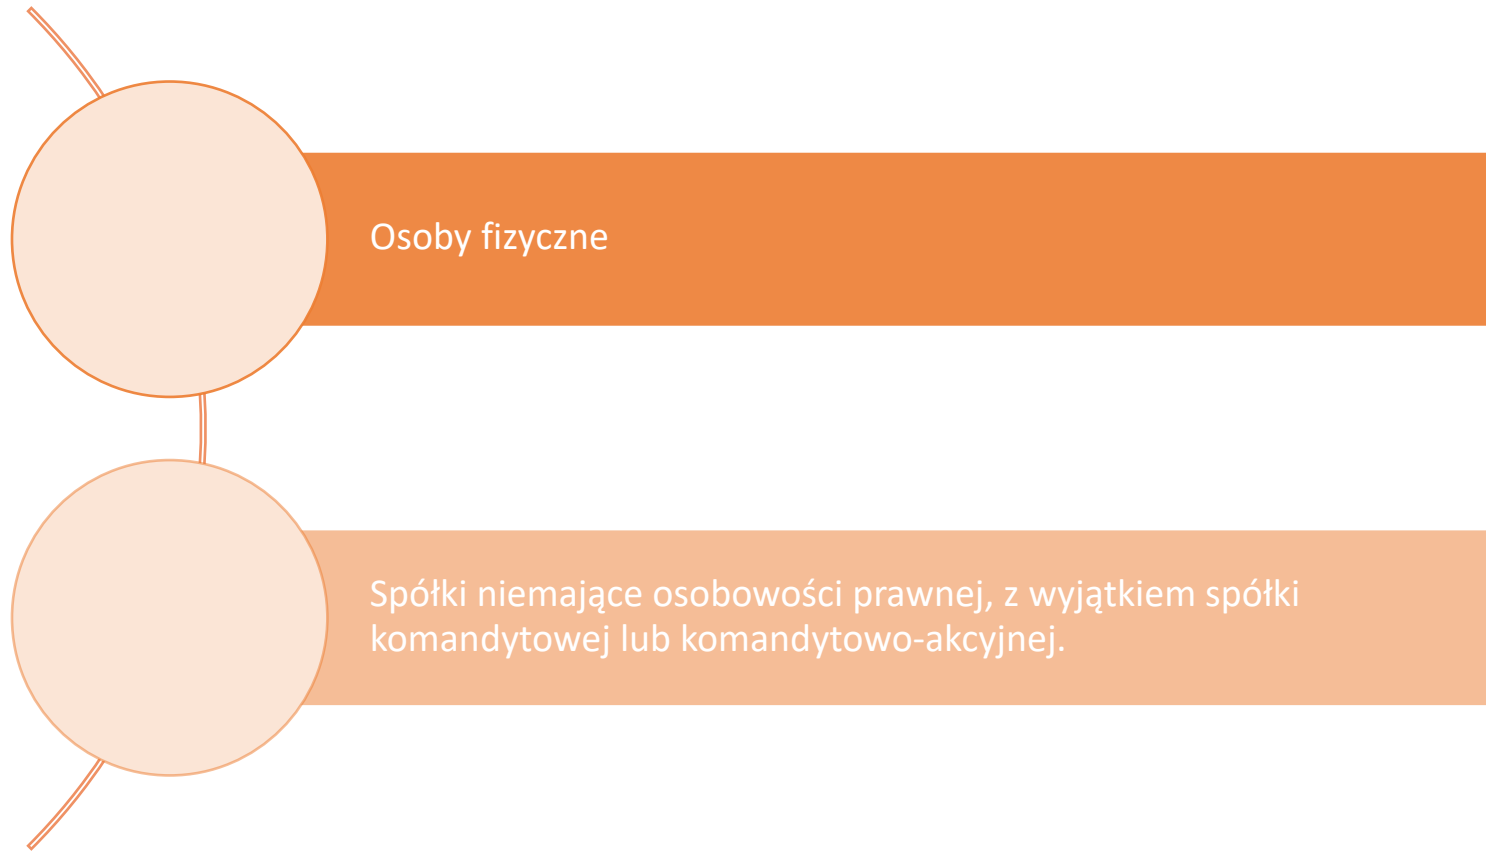 Osoby fizyczne
Spółki niemające osobowości prawnej, z wyjątkiem spółki
komandytowej lub komandytowo-akcyjnej.